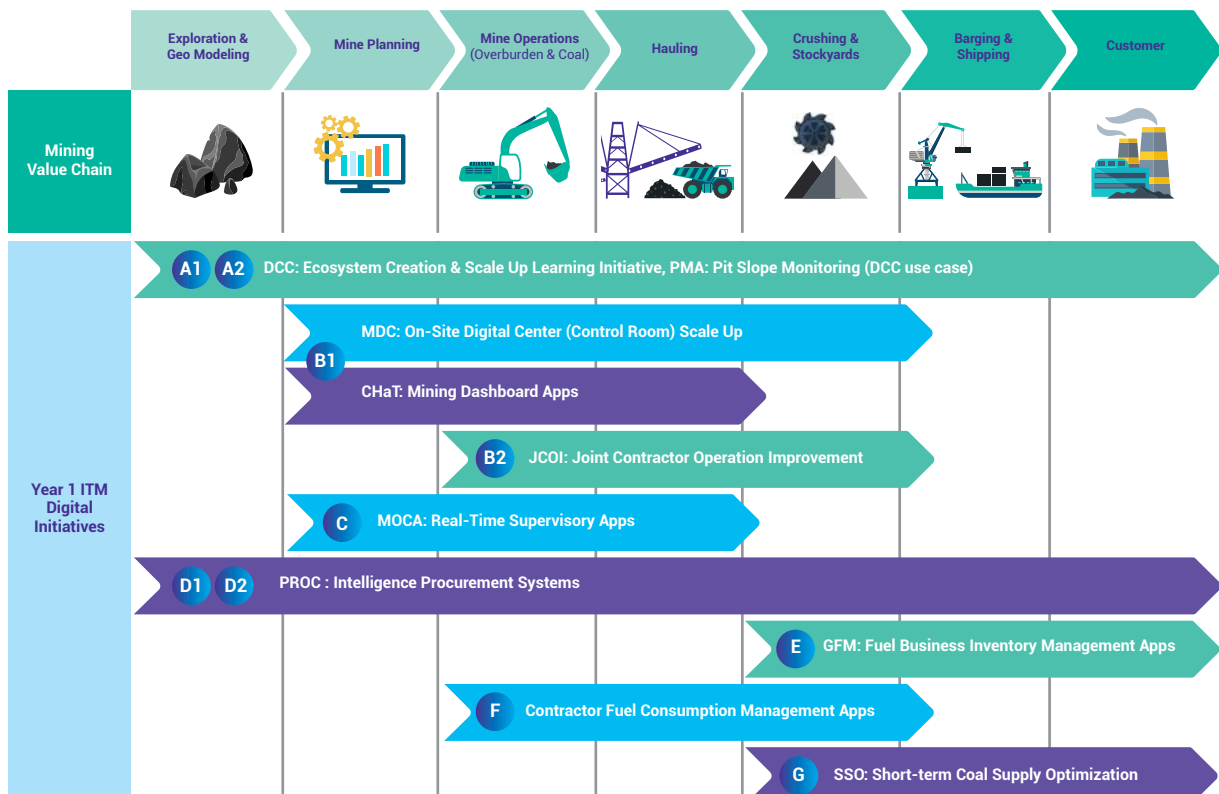 Exploration &
Geo Modeling
Mine Planning
Mine Operations
(Overburden & Coal)
Hauling
Crushing &
Stockyards
Barging &
Shipping
Customer
Mining
Value Chain
Year 1 ITM
Digital
Initiatives
A1 A2 DCC: Ecosystem Creation & Scale Up Learning Initiative, PMA: Pit Slope Monitoring (DCC use case)
MDC: On-Site Digital Center (Control Room) Scale Up
B1
CHaT: Mining Dashboard Apps
B2 JCOI: Joint Contractor Operation Improvement
C MOCA: Real-Time Supervisory Apps
D1 D2 PROC : Intelligence Procurement Systems
E GFM: Fuel Business Inventory Management Apps
F Contractor Fuel Consumption Management Apps
G SSO: Short-term Coal Supply Optimization